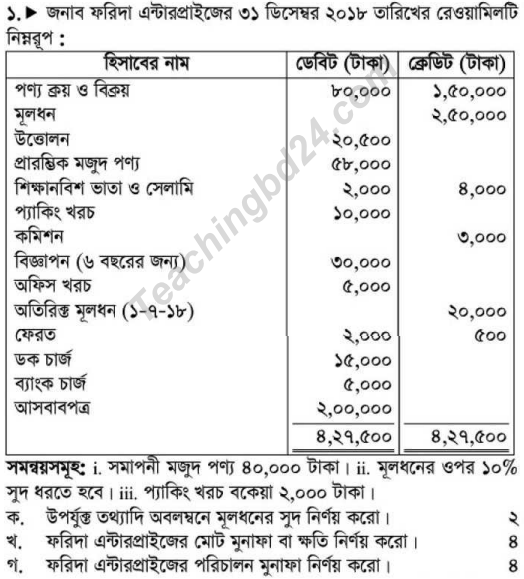 ১.▶ জনাব ফরিদা এন্টারপ্রাইজের ৩১ ডিসেম্বর ২০১৮ তারিখের রেওয়ামিলটি
নিম্নরূপ :
হিসাবের নাম ডেবিট (টাকা) ক্রেডিট (টাকা)
পণ্য ক্রয় ও বিক্রয় ৮০,০০০ ১,৫০,০০০
মূলধন ২,৫০,০০০
উত্তোলন ২০,৫০০
প্রারম্ভিক মজুদ পণ্য ৫৮,০০০
শিক্ষানবিশ ভাতা ও সেলামি ২,০০০ ৪,০০০
প্যাকিং খরচ ১০,০০০
কমিশন ৩,০০০
বিজ্ঞাপন (৬ বছরের জন্য) ৩০,০০০
অফিস খরচ ৫,০০০
অতিরিক্ত মূলধন (১-৭-১৮) ২০,০০০
ফেরত ২,০০০ ৫০০
ডক চার্জ ১৫,০০০
ব্যাংক চার্জ ৫,০০০
আসবাবপত্র ২,০০,০০০
৪,২৭,৫০০ ৪,২৭,৫০০
সমন্বয়সমূহ: i. সমাপনী মজুদ পণ্য ৪০,০০০ টাকা। ii. মূলধনের ওপর ১০%
সুদ ধরতে হবে। iii. প্যাকিং খরচ বকেয়া ২,০০০ টাকা।
ক. উপর্যুক্ত তথ্যাদি অবলম্বনে মূলধনের সুদ নির্ণয় করো। ২
খ. ফরিদা এন্টারপ্রাইজের মোট মুনাফা বা ক্ষতি নির্ণয় করো। ৪
গ. ফরিদা এন্টারপ্রাইজের পরিচালন মুনাফা নির্ণয় করো। ৪
Teachingbd24.com